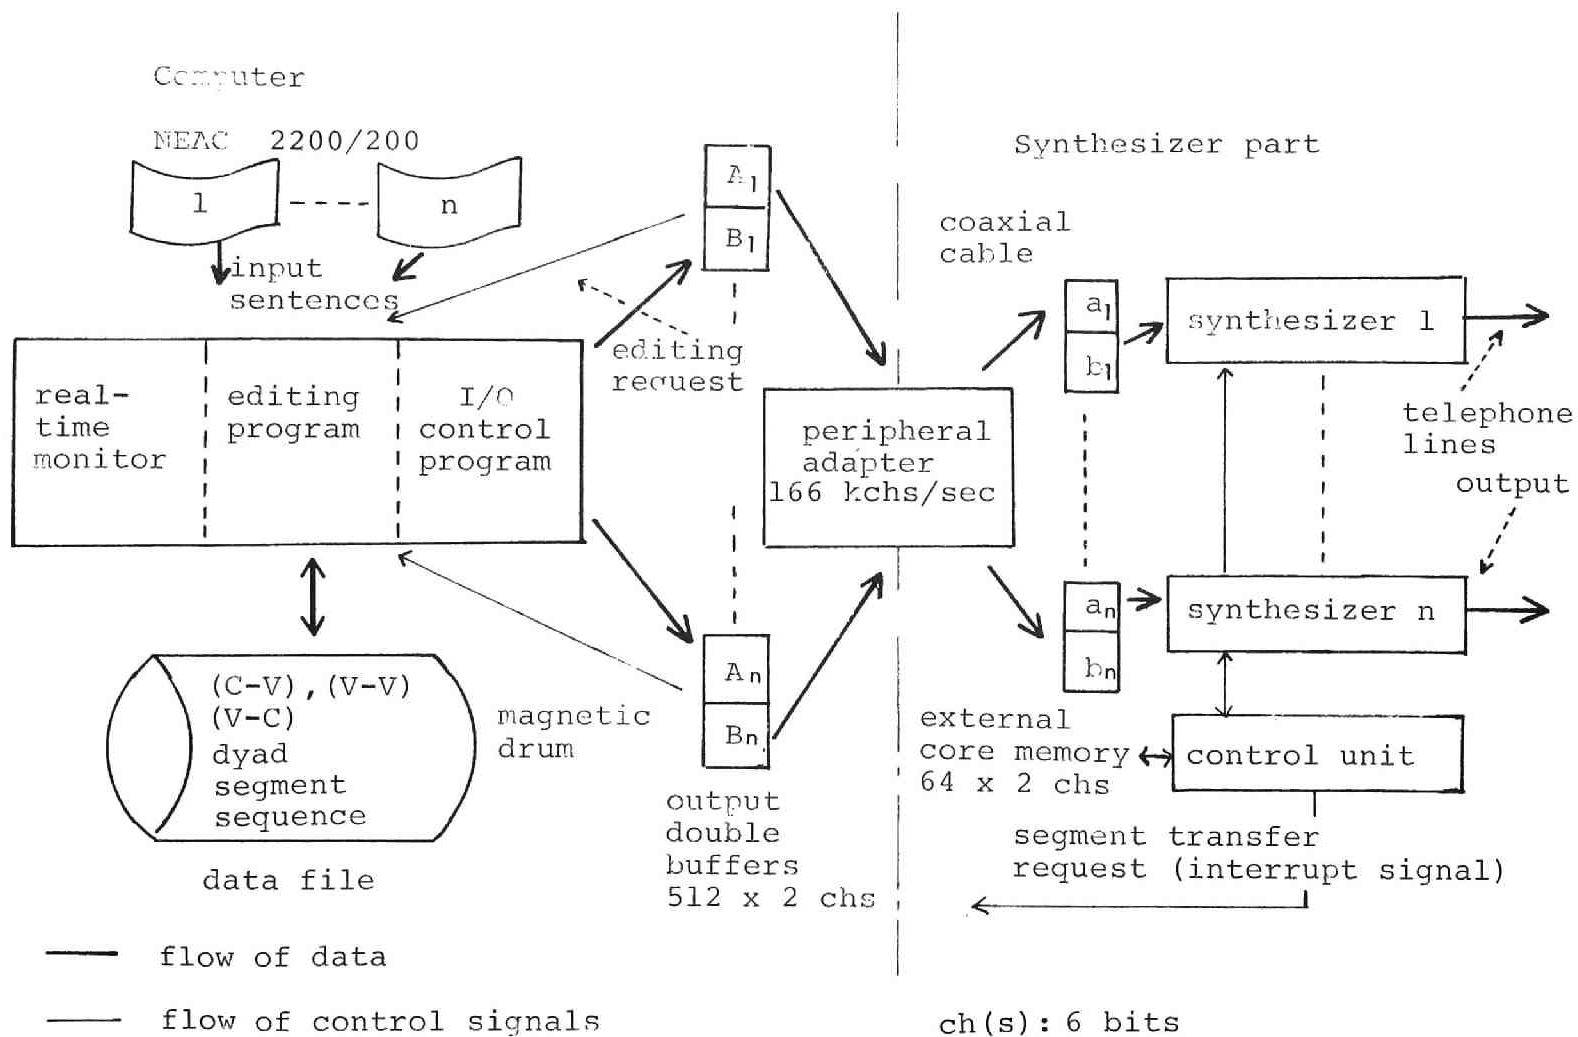 Computer
NEAC 2200/200
1
n
input
sentences
real-
time
monitor
editing
program
I/O
control
program
(C-V),(V-V)
(V-C)
dyad
segment
sequence
data file
magnetic
drum
editing
request
A1
B1
An
Bn
output
double
buffers
512 x 2 chs
peripheral
adapter
166 kchs/sec
Synthesizer part
coaxial
cable
a1
b1
synthesizer 1
telephone
lines
output
an
bn
synthesizer n
external
core memory
64 x 2 chs
control unit
segment transfer
request (interrupt signal)
flow of data
flow of control signals
ch(s): 6 bits